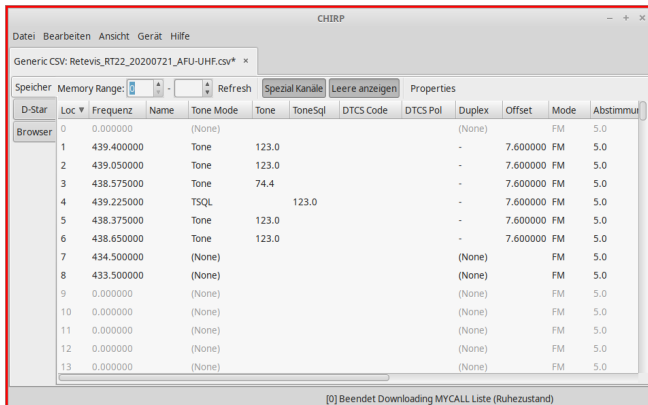 CHIRP
Datei Bearbeiten Ansicht Gerät Hilfe
Generic CSV: Retevis_RT22_20200721_AFU-UHF.csv* ×
Speicher Memory Range: 0 - Refresh Spezial Kanäle Leere anzeigen Properties
D-Star
Browser
Loc ▼ Frequenz Name Tone Mode Tone ToneSql DTCS Code DTCS Pol Duplex Offset Mode Abstimmun
0 0.000000 (None) (None) FM 5.0
1 439.400000 Tone 123.0 - 7.600000 FM 5.0
2 439.050000 Tone 123.0 - 7.600000 FM 5.0
3 438.575000 Tone 74.4 - 7.600000 FM 5.0
4 439.225000 TSQL 123.0 - 7.600000 FM 5.0
5 438.375000 Tone 123.0 - 7.600000 FM 5.0
6 438.650000 Tone 123.0 - 7.600000 FM 5.0
7 434.500000 (None) (None) FM 5.0
8 433.500000 (None) (None) FM 5.0
9 0.000000 (None) (None) FM 5.0
10 0.000000 (None) (None) FM 5.0
11 0.000000 (None) (None) FM 5.0
12 0.000000 (None) (None) FM 5.0
13 0.000000 (None) (None) FM 5.0
[0] Beendet Downloading MYCALL Liste (Ruhezustand)